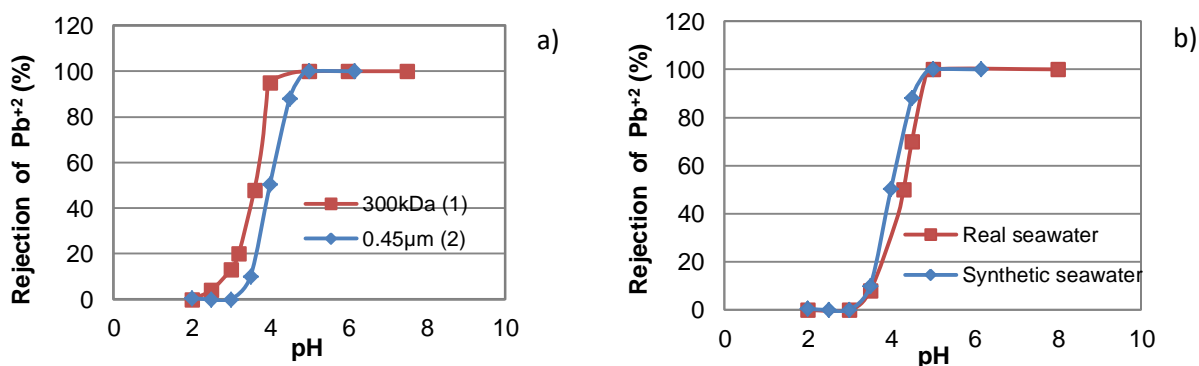 a)
Rejection of Pb⁺² (%)
120
100
80
60
40
20
0
300kDa (1)
0.45µm (2)
0 2 4 6 8 10
pH
b)
Rejection of Pb⁺² (%)
120
100
80
60
40
20
0
Real seawater
Synthetic seawater
0 2 4 6 8 10
pH